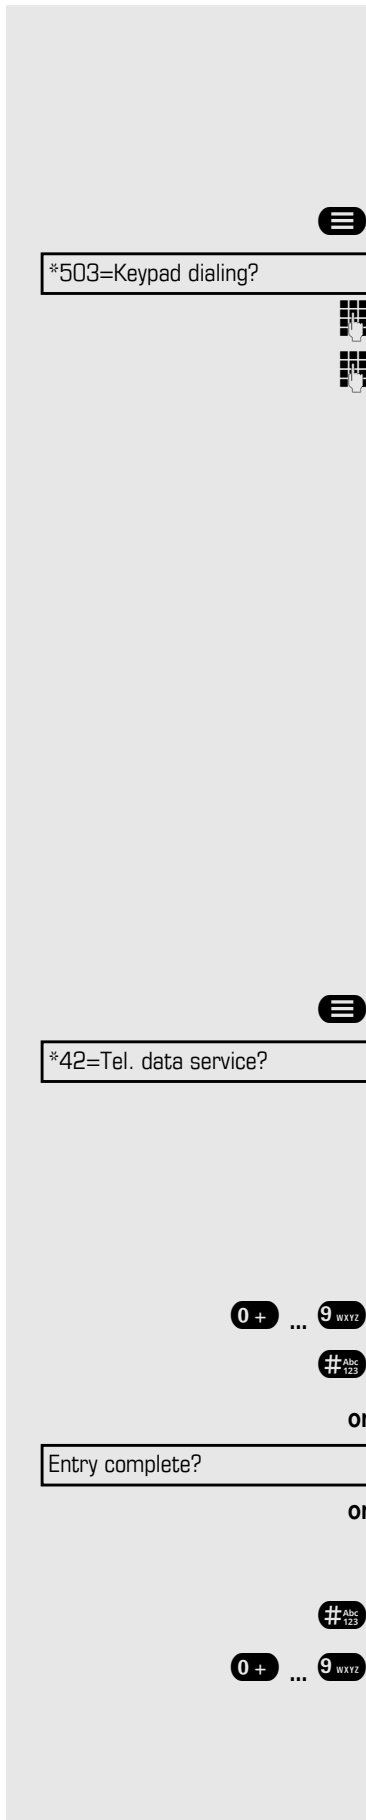 *503=Keypad dialing?
*42=Tel. data service?
0 + ... 9 WXYZ
# Abc 123
or
Entry complete?
or
# Abc 123
0 + ... 9 WXYZ